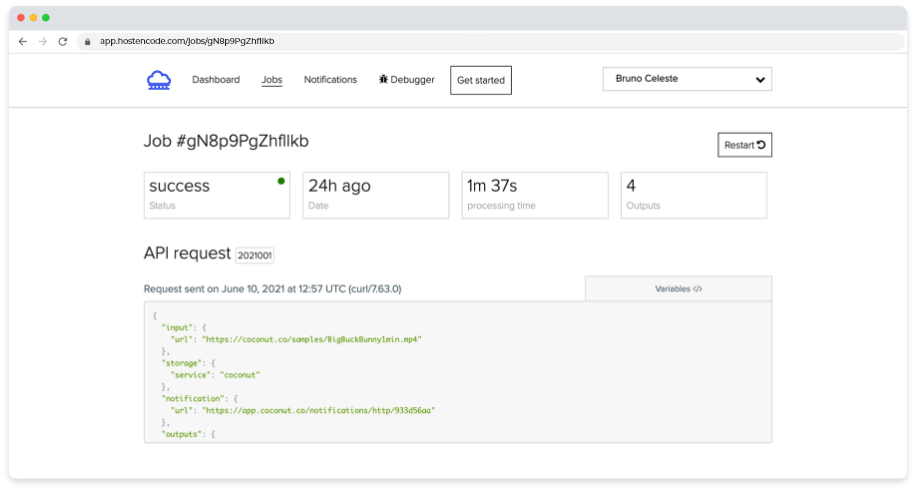 app.hostencode.com/jobs/gN8p9PgZhfllkb
Dashboard Jobs Notifications Debugger Get started Bruno Celeste
Job #gN8p9PgZhfllkb
Restart
success 24h ago 1m 37s 4
Status Date processing time Outputs
API request 2021001
Request sent on June 10, 2021 at 12:57 UTC (curl/7.63.0) Variables </>
{
"input": {
"url": "https://coconut.co/samples/BigBuckBunny1min.mp4"
},
"storage": {
"service": "coconut"
},
"notification": {
"url": "https://app.coconut.co/notifications/http/933d56aa"
},
"outputs": {